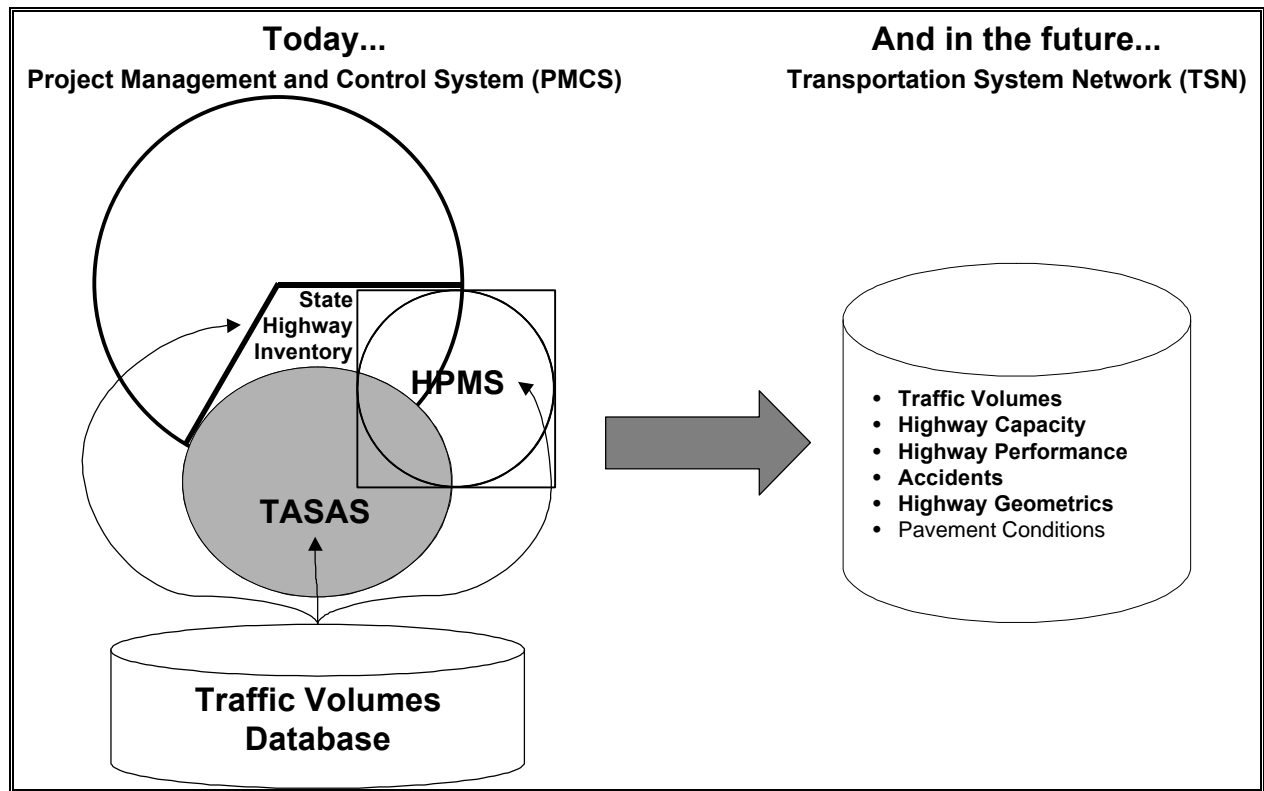 Today...
Project Management and Control System (PMCS)
State
Highway
Inventory
HPMS
TASAS
Traffic Volumes
Database
And in the future...
Transportation System Network (TSN)
• Traffic Volumes
• Highway Capacity
• Highway Performance
• Accidents
• Highway Geometrics
• Pavement Conditions